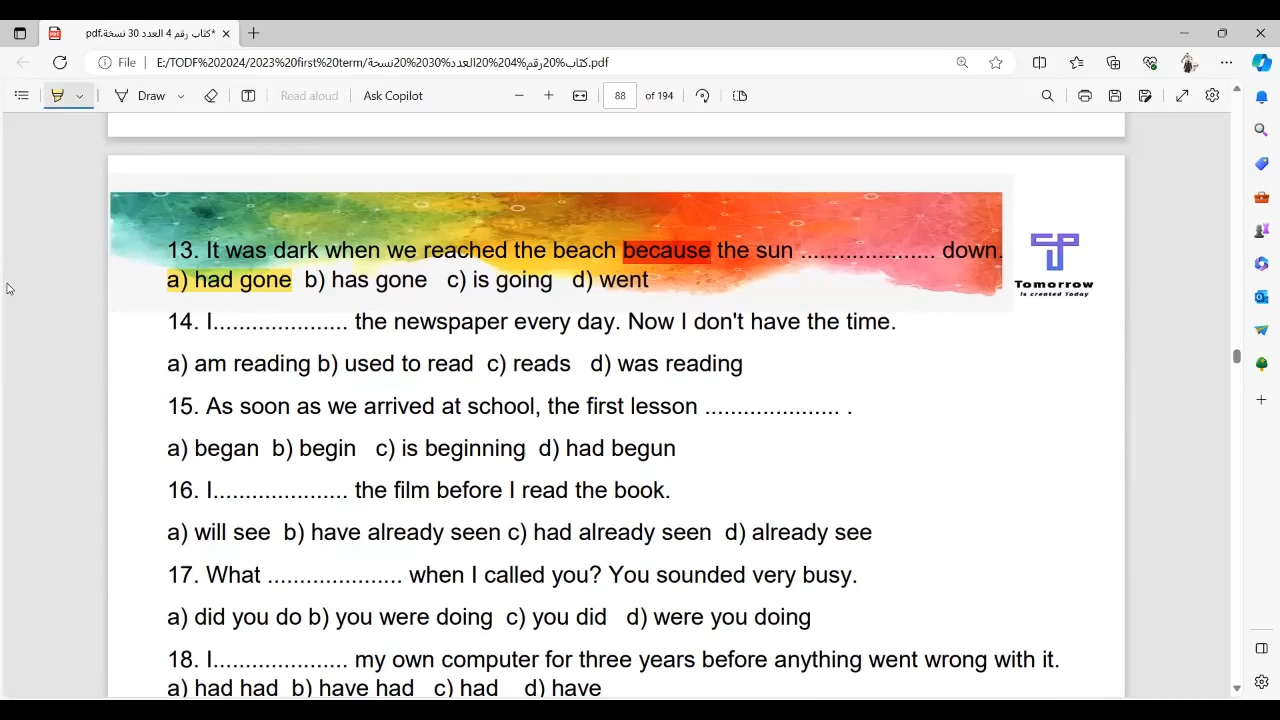 كتاب رقم 4 العدد 30 نسخة.pdf*
File E:/TODF%202024/2023%20first%20term/كتاب%20رقم%204%20العدد%2030%20نسخة.pdf
Draw Read aloud Ask Copilot 88 of 194
13. It was dark when we reached the beach because the sun ..................... down.
a) had gone b) has gone c) is going d) went
Tomorrow
is created Today
14. I..................... the newspaper every day. Now I don't have the time.
a) am reading b) used to read c) reads d) was reading
15. As soon as we arrived at school, the first lesson ..................... .
a) began b) begin c) is beginning d) had begun
16. I..................... the film before I read the book.
a) will see b) have already seen c) had already seen d) already see
17. What ..................... when I called you? You sounded very busy.
a) did you do b) you were doing c) you did d) were you doing
18. I..................... my own computer for three years before anything went wrong with it.
a) had had b) have had c) had d) have